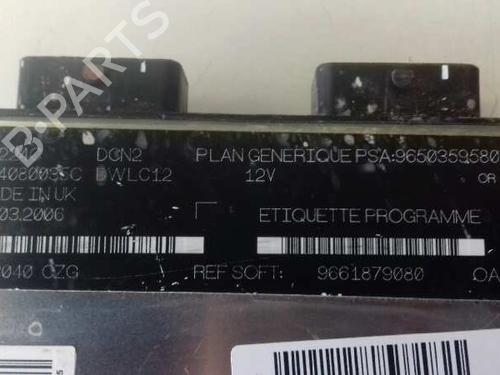 B-PARTS
DCN2 PLAN GENERIQUE PSA:9650359580
DWLC12 12V OR
DE IN UK
.03.2006
ETIQUETTE PROGRAMME
2040 CZG REF SOFT: 9661879080 OA